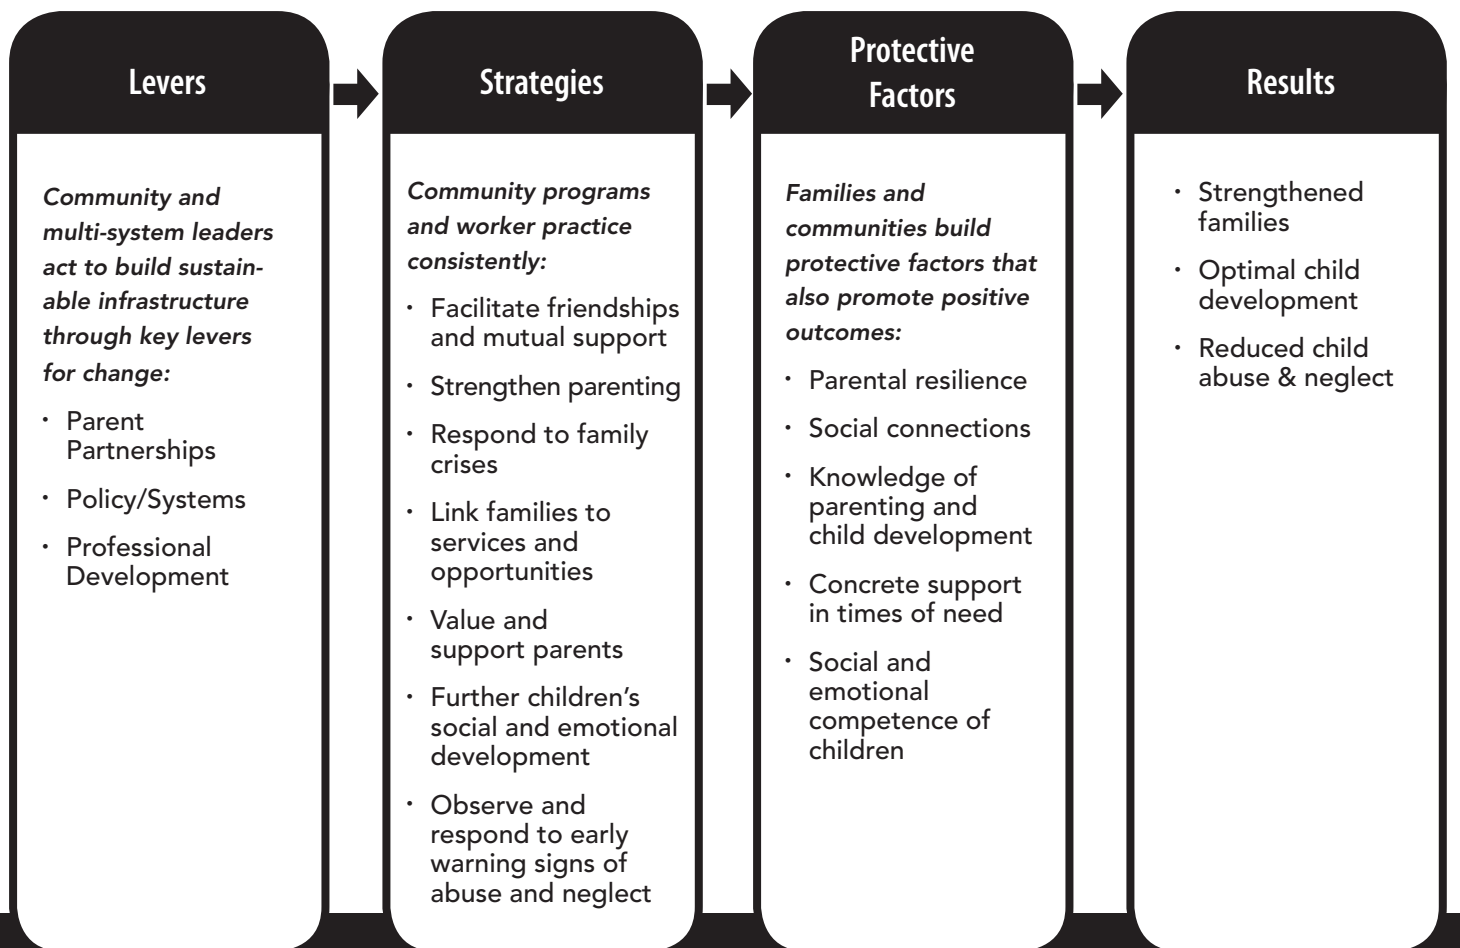 Levers
Community and
multi-system leaders
act to build sustain-
able infrastructure
through key levers
for change:
· Parent
Partnerships
· Policy/Systems
· Professional
Development
Strategies
Community programs
and worker practice
consistently:
· Facilitate friendships
and mutual support
· Strengthen parenting
· Respond to family
crises
· Link families to
services and
opportunities
· Value and
support parents
· Further children’s
social and emotional
development
· Observe and
respond to early
warning signs of
abuse and neglect
Protective
Factors
Families and
communities build
protective factors that
also promote positive
outcomes:
· Parental resilience
· Social connections
· Knowledge of
parenting and
child development
· Concrete support
in times of need
· Social and
emotional
competence of
children
Results
· Strengthened
families
· Optimal child
development
· Reduced child
abuse & neglect